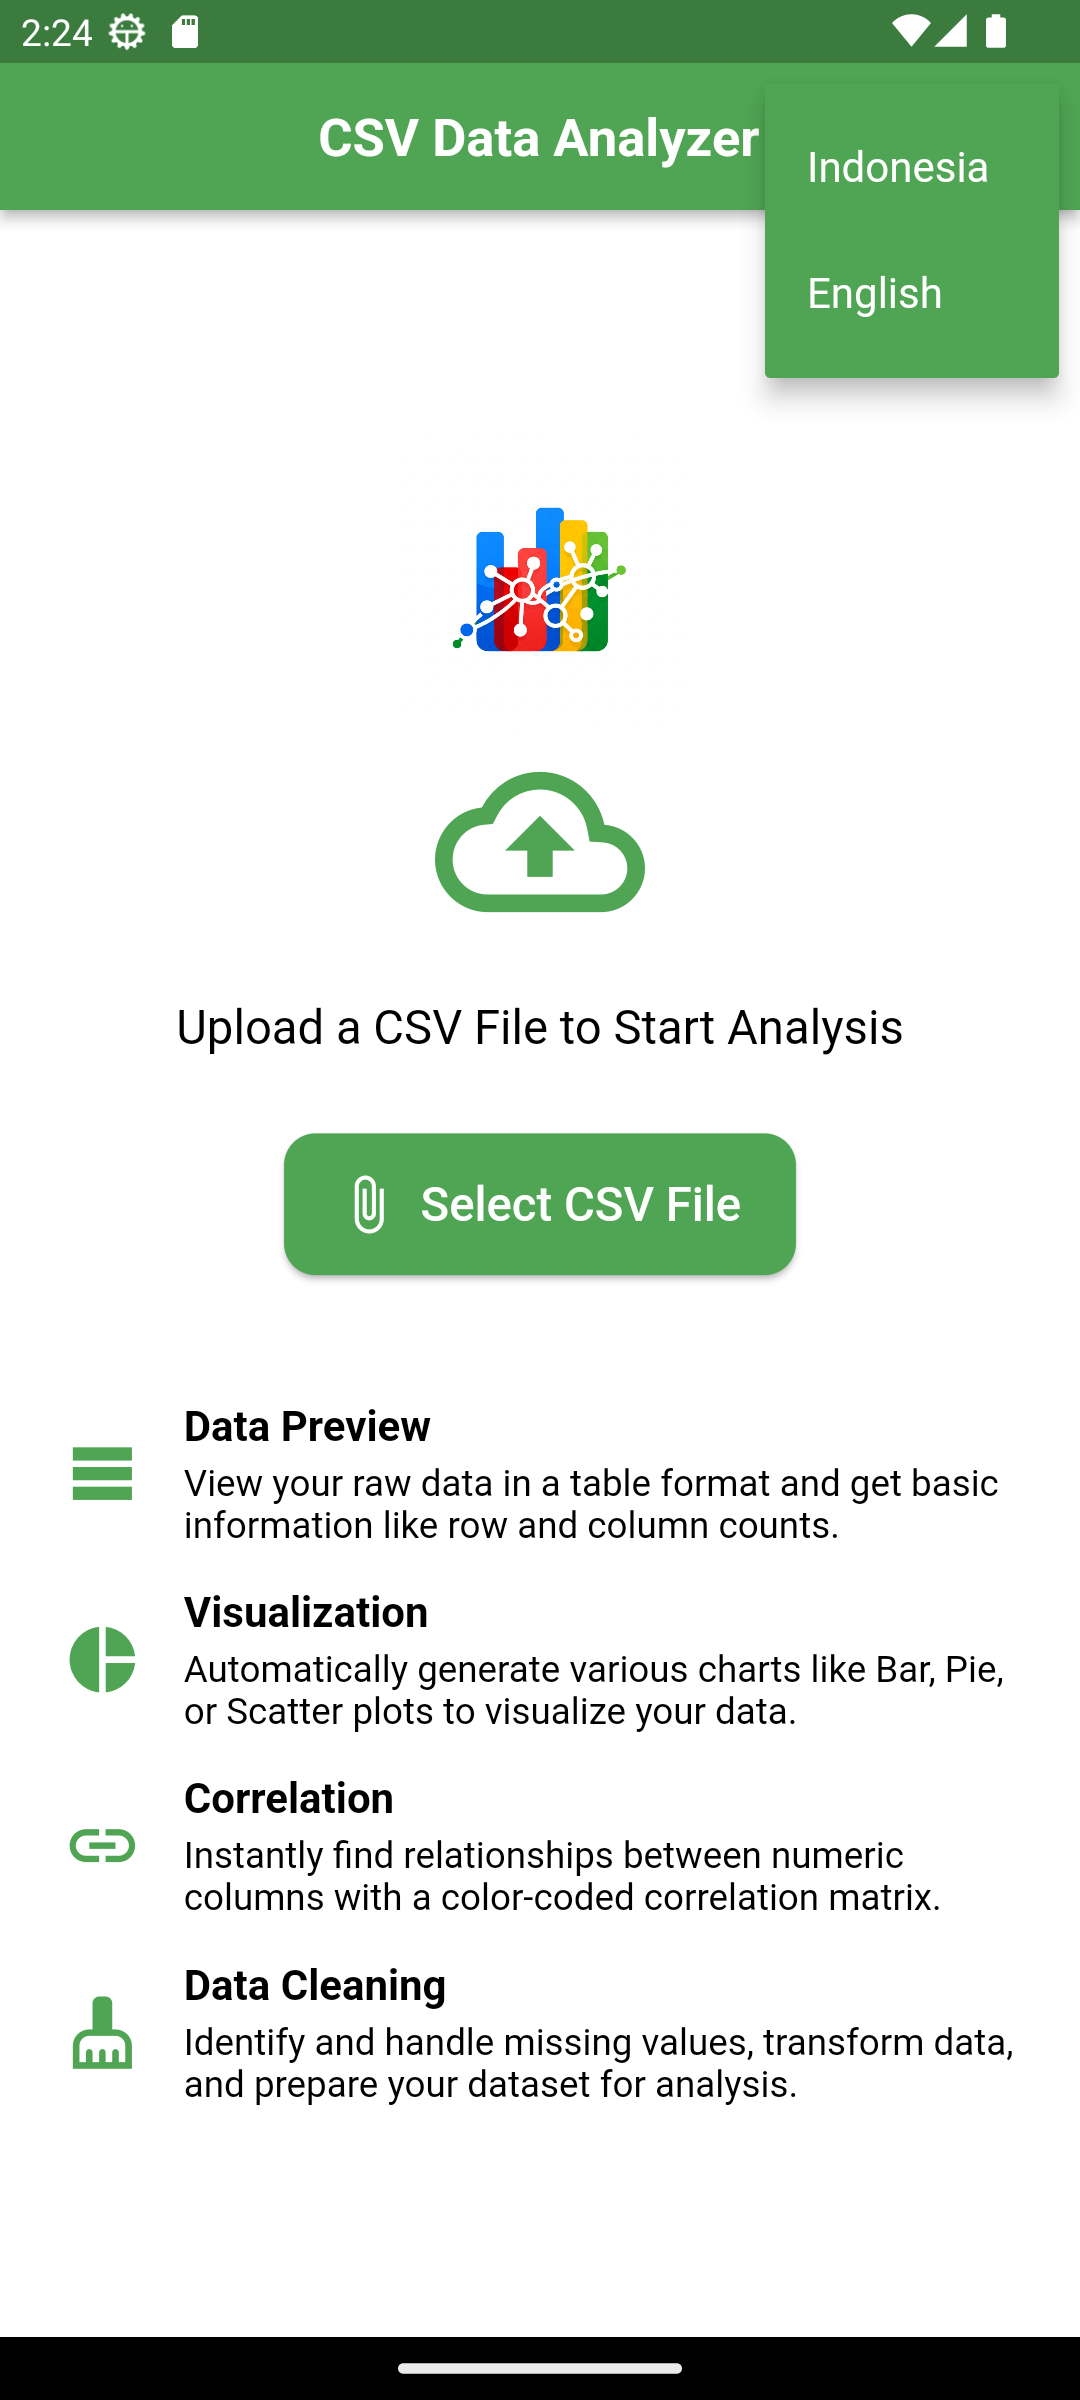 2:24
CSV Data Analyzer
Indonesia
English
Upload a CSV File to Start Analysis
Select CSV File
Data Preview
View your raw data in a table format and get basic
information like row and column counts.
Visualization
Automatically generate various charts like Bar, Pie,
or Scatter plots to visualize your data.
Correlation
Instantly find relationships between numeric
columns with a color-coded correlation matrix.
Data Cleaning
Identify and handle missing values, transform data,
and prepare your dataset for analysis.